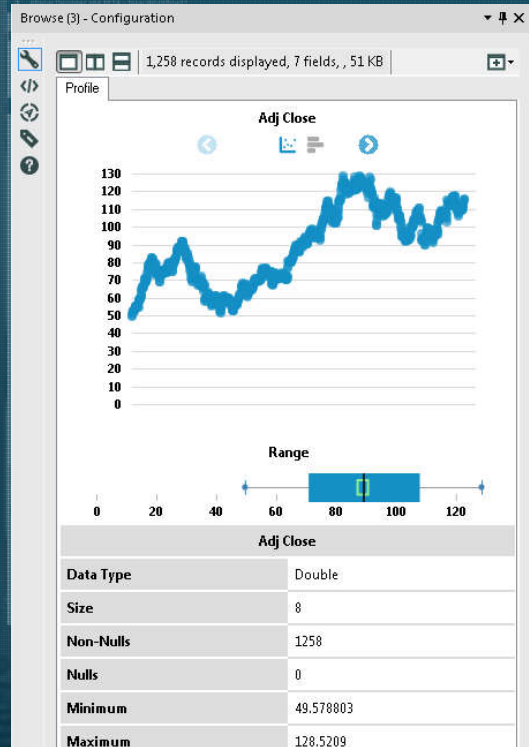 Browse (3) - Configuration
1,258 records displayed, 7 fields, , 51 KB
Profile
Adj Close
130
120
110
100
90
80
70
60
50
40
30
20
10
0
Range
0 20 40 60 80 100 120
Adj Close
Data Type Double
Size 8
Non-Nulls 1258
Nulls 0
Minimum 49.578803
Maximum 128.5209